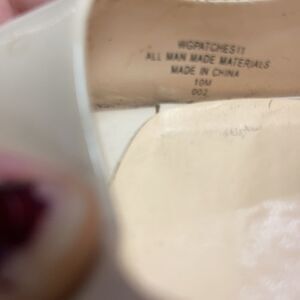 WGPATCHES11
ALL MAN MADE MATERIALS
MADE IN CHINA
10M
002